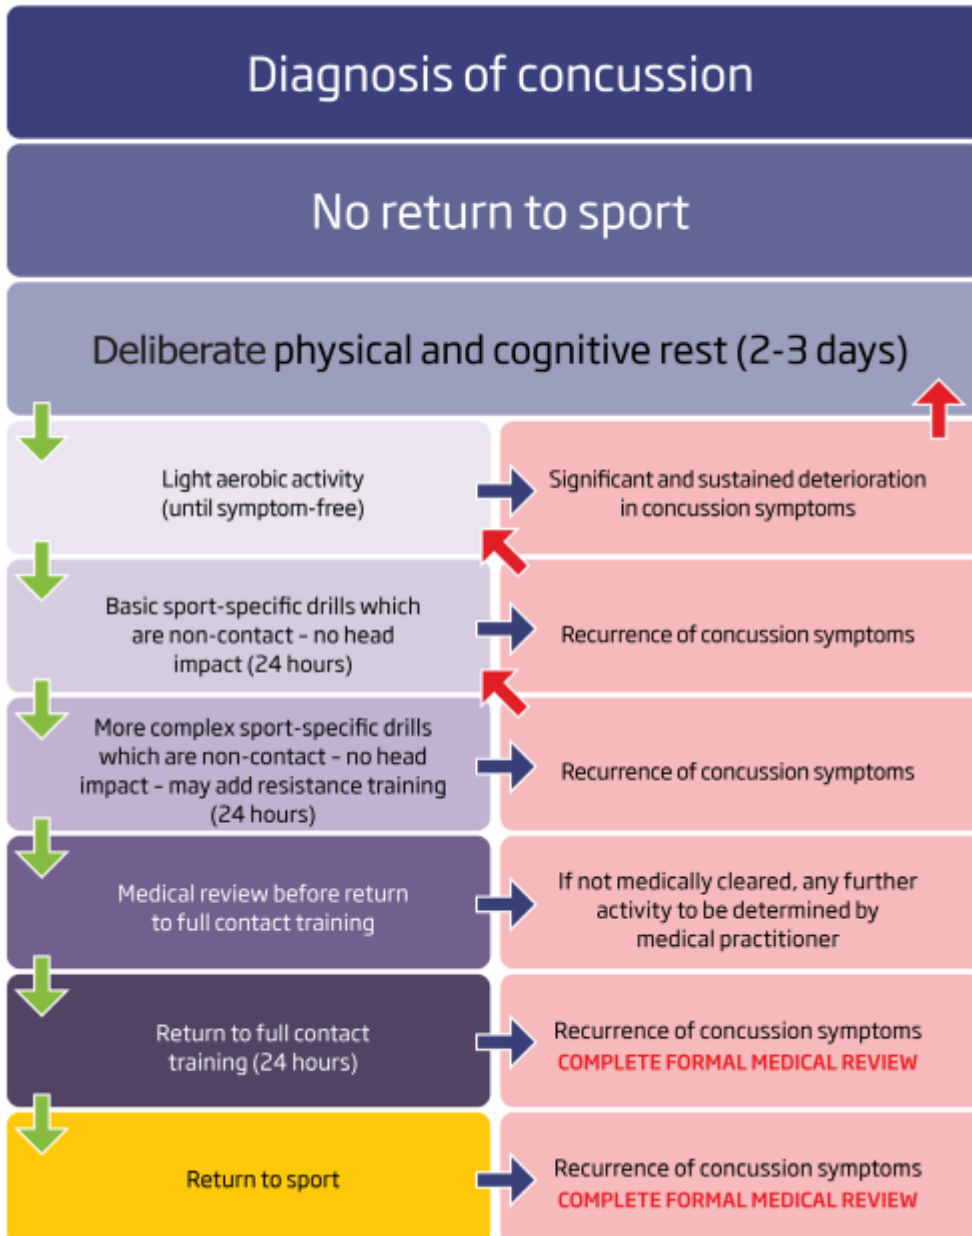 Diagnosis of concussion
No return to sport
Deliberate physical and cognitive rest (2-3 days)
Light aerobic activity
(until symptom-free)
Significant and sustained deterioration
in concussion symptoms
Basic sport-specific drills which
are non-contact – no head
impact (24 hours)
Recurrence of concussion symptoms
More complex sport-specific drills
which are non-contact – no head
impact – may add resistance training
(24 hours)
Recurrence of concussion symptoms
Medical review before return
to full contact training
If not medically cleared, any further
activity to be determined by
medical practitioner
Return to full contact
training (24 hours)
Recurrence of concussion symptoms
COMPLETE FORMAL MEDICAL REVIEW
Return to sport
Recurrence of concussion symptoms
COMPLETE FORMAL MEDICAL REVIEW